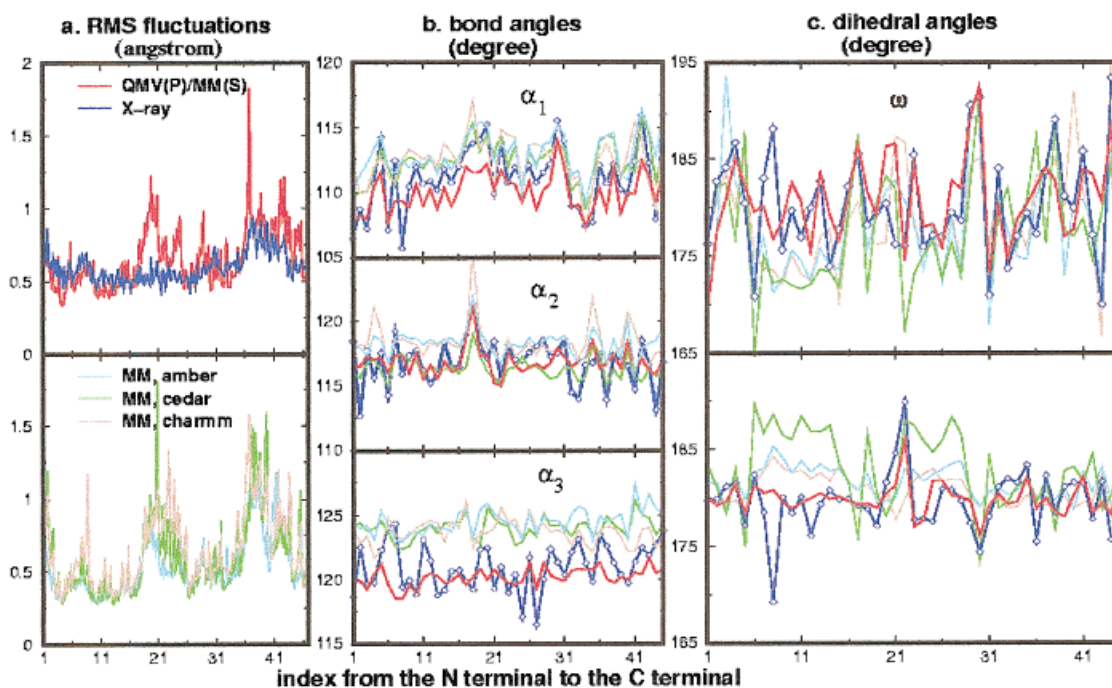 a. RMS fluctuations
(angstrom)
b. bond angles
(degree)
c. dihedral angles
(degree)
2
1.5
1
0.5
0
QMV(P)/MM(S)
X-ray
1.5
1
0.5
0
MM, amber
MM, cedar
MM, charmm
1
11
21
31
41
120
115
110
105
α1
120
115
110
α2
125
120
115
α3
1
11
21
31
41
195
185
175
165
ω
185
175
165
1
11
21
31
41
index from the N terminal to the C terminal